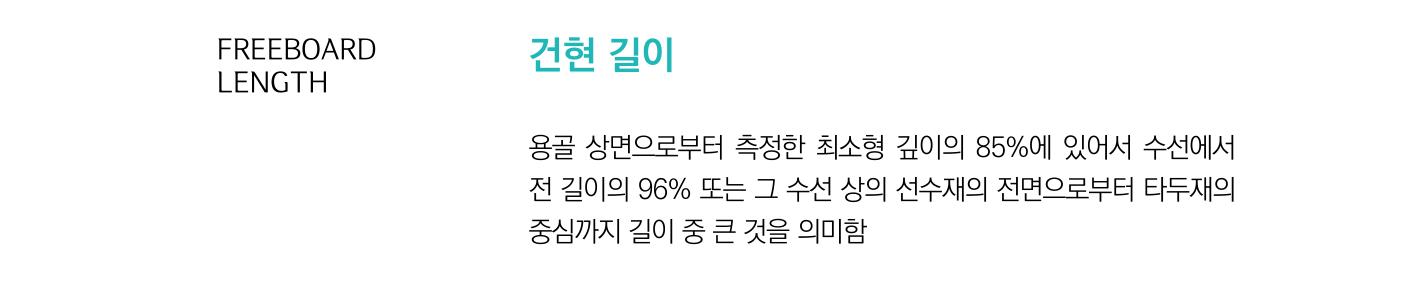 FREEBOARD
LENGTH
건현 길이
용골 상면으로부터 측정한 최소형 깊이의 85%에 있어서 수선에서
전 길이의 96% 또는 그 수선 상의 선수재의 전면으로부터 타두재의
중심까지 길이 중 큰 것을 의미함